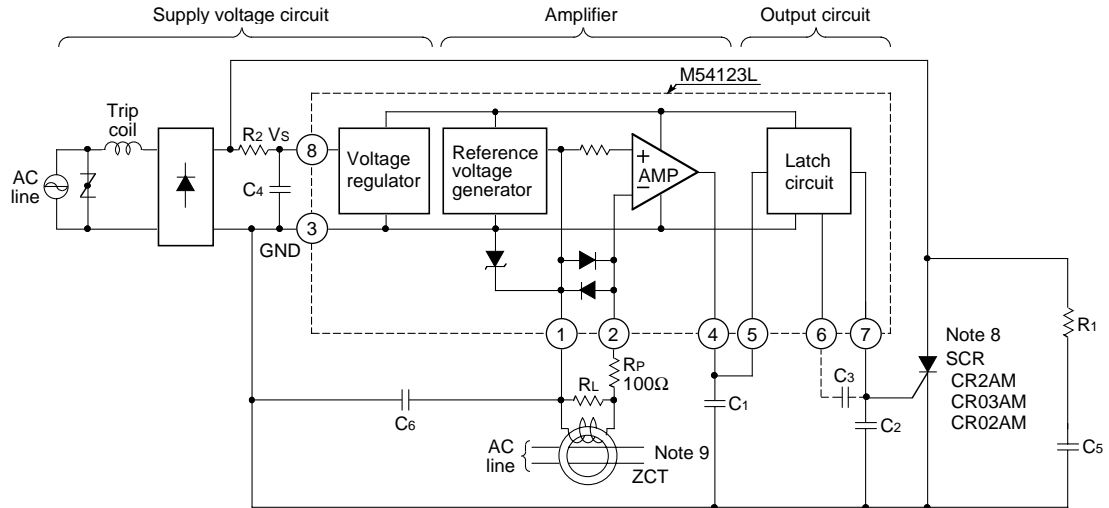 Supply voltage circuit
Amplifier
Output circuit
M54123L
Trip
coil
R2 VS
8
Voltage
regulator
Reference
voltage
generator
+
−
AMP
Latch
circuit
AC
line
C4
3
GND
1
2
4
5
6
7
R1
Note 8
SCR
CR2AM
CR03AM
CR02AM
RP
100Ω
RL
C3
C1
C2
C6
AC
line
Note 9
ZCT
C5